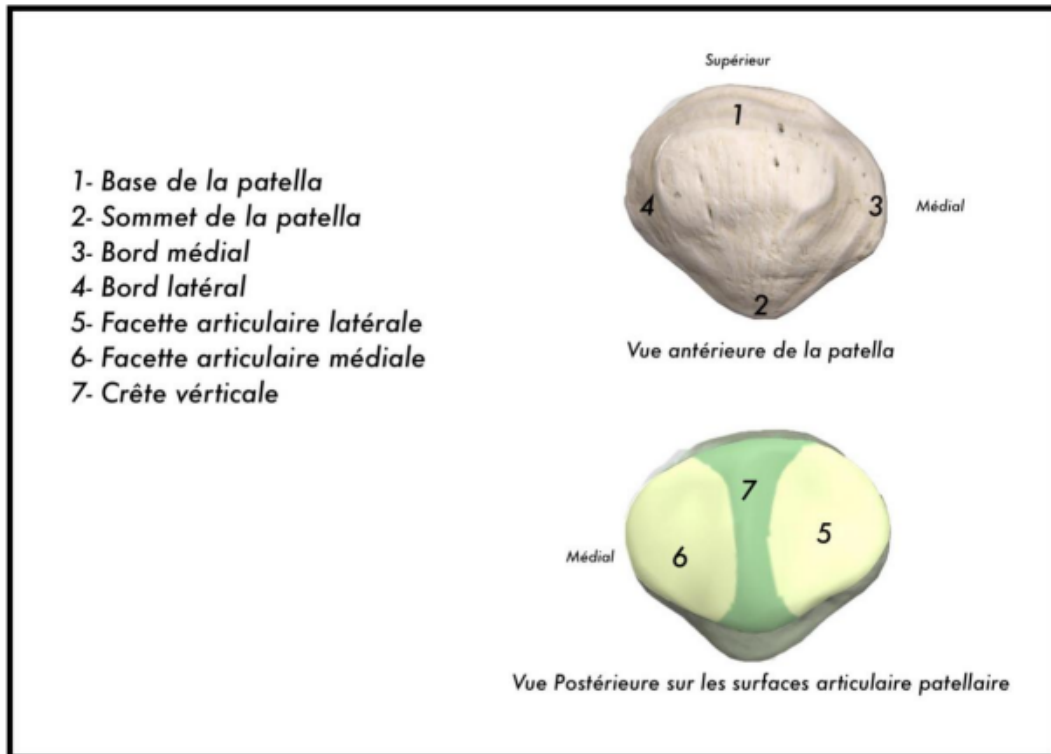 1- Base de la patella
2- Sommet de la patella
3- Bord médial
4- Bord latéral
5- Facette articulaire latérale
6- Facette articulaire médiale
7- Crête vérticale
Supérieur
1
4
3
Médial
2
Vue antérieure de la patella
7
5
Médial
6
Vue Postérieure sur les surfaces articulaire patellaire